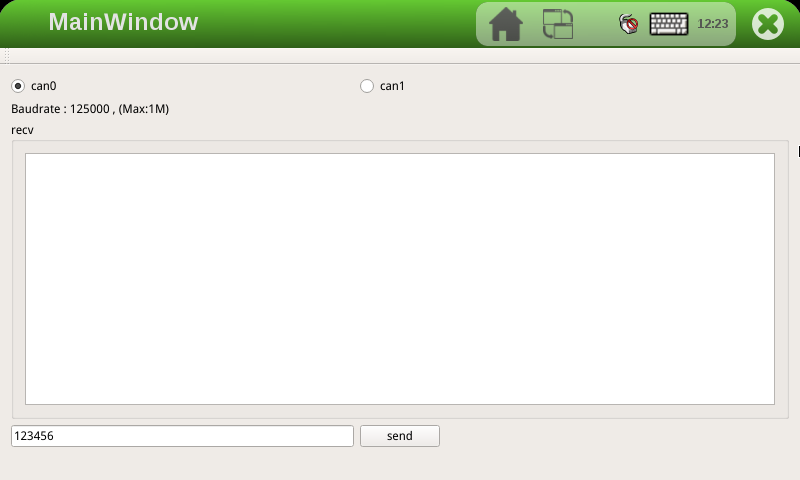 MainWindow
12:23
can0
can1
Baudrate : 125000 , (Max:1M)
recv
123456
send